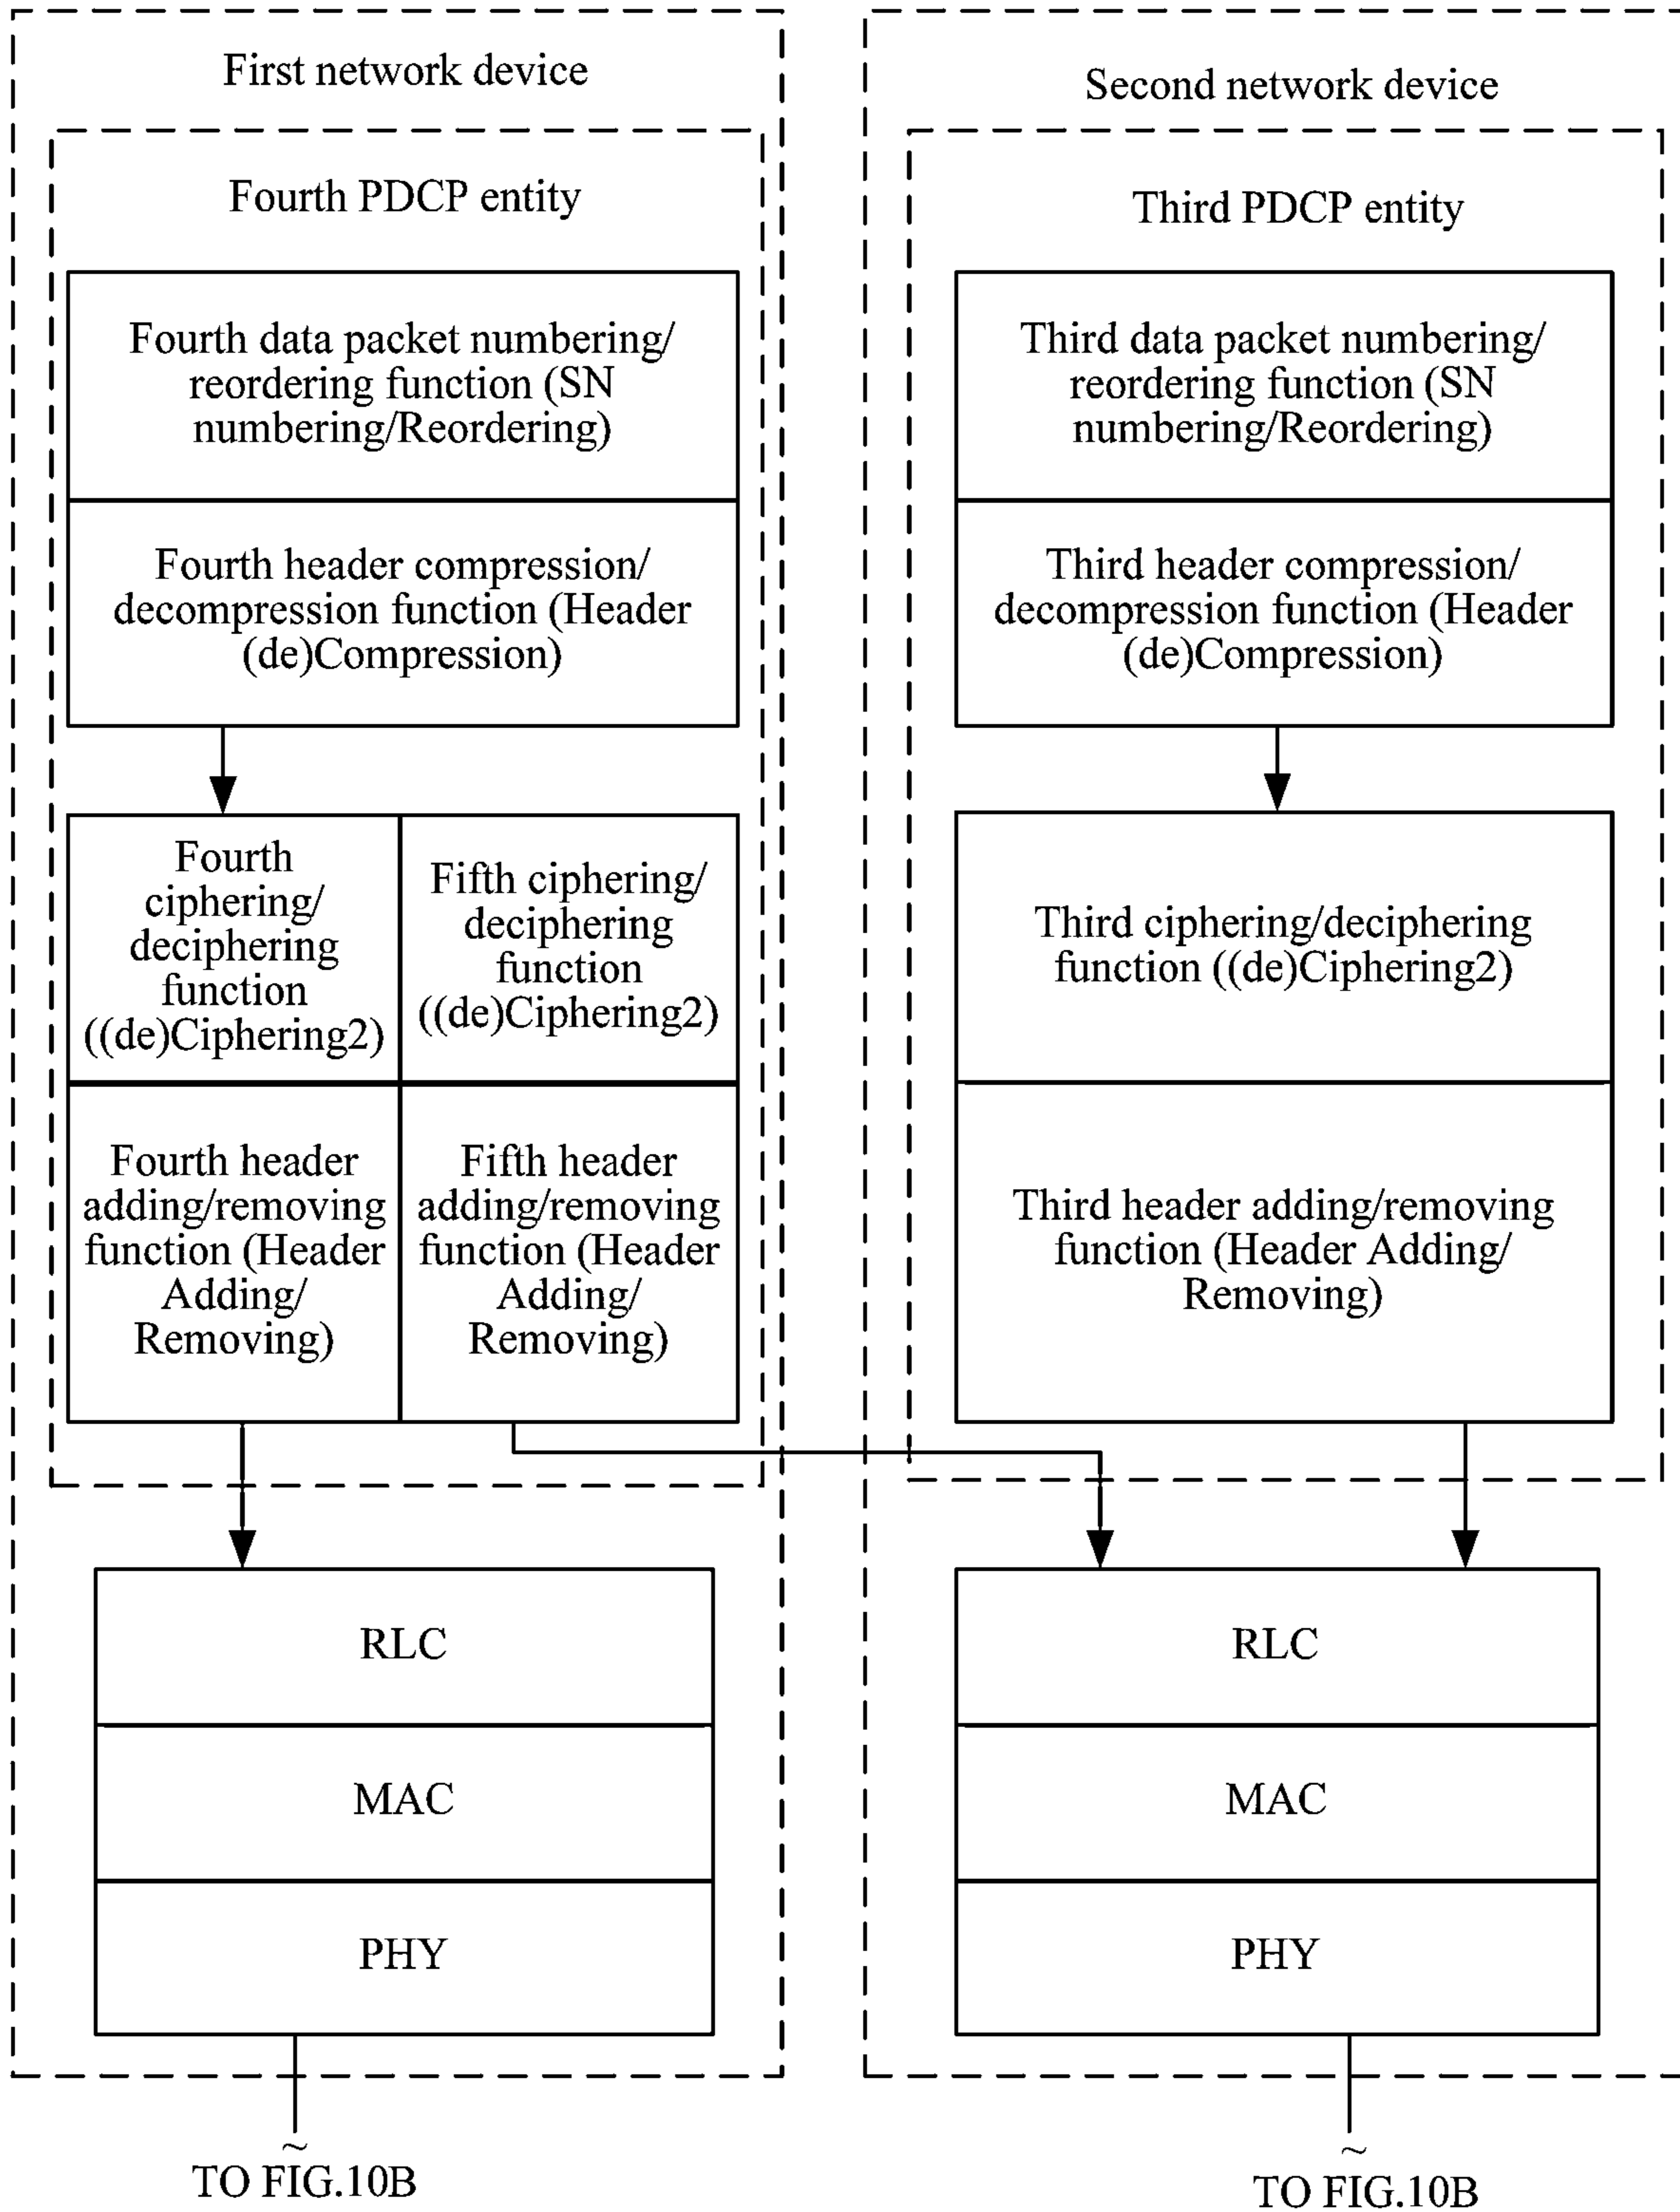 First network device
Fourth PDCP entity
Fourth data packet numbering/
reordering function (SN
numbering/Reordering)
Fourth header compression/
decompression function (Header
(de)Compression)
Fourth
ciphering/
deciphering
function
((de)Ciphering2)
Fifth ciphering/
deciphering
function
((de)Ciphering2)
Fourth header
adding/removing
function (Header
Adding/
Removing)
Fifth header
adding/removing
function (Header
Adding/
Removing)
RLC
MAC
PHY
~
TO FIG.10B
Second network device
Third PDCP entity
Third data packet numbering/
reordering function (SN
numbering/Reordering)
Third header compression/
decompression function (Header
(de)Compression)
Third ciphering/deciphering
function ((de)Ciphering2)
Third header adding/removing
function (Header Adding/
Removing)
RLC
MAC
PHY
~
TO FIG.10B